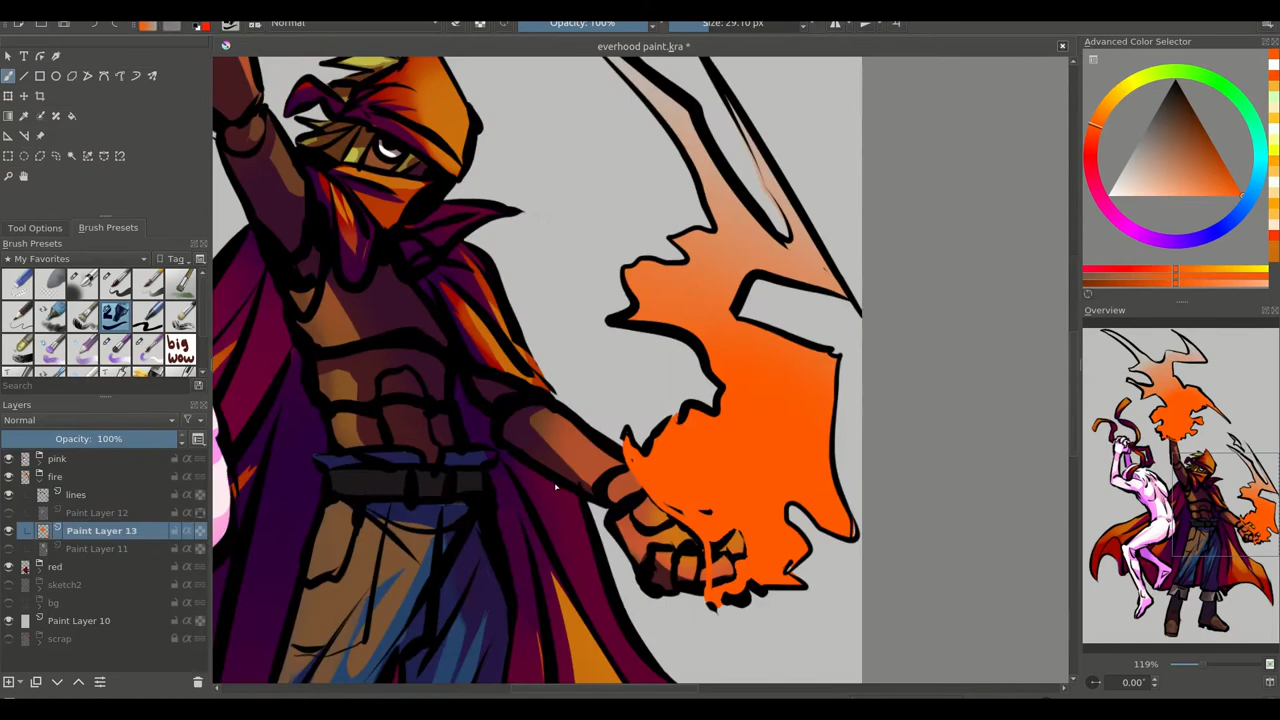 Normal
Opacity: 100%
Size: 29.10 px
everhood paint.kra *
Advanced Color Selector
Tool Options
Brush Presets
Brush Presets
★ My Favorites
Tag
big
wow
Search
Layers
Normal
Opacity: 100%
pink
fire
lines
Paint Layer 12
Paint Layer 13
Paint Layer 11
red
sketch2
bg
Paint Layer 10
scrap
Overview
119%
0.00°